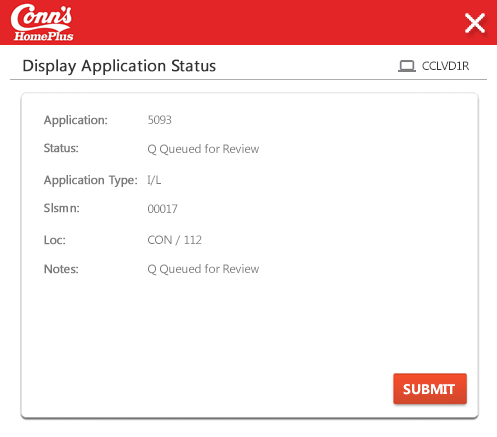 Conn's
HomePlus
Display Application Status
CCLVD1R
Application: 5093
Status: Q Queued for Review
Application Type: I/L
Slsmn: 00017
Loc: CON / 112
Notes: Q Queued for Review
SUBMIT